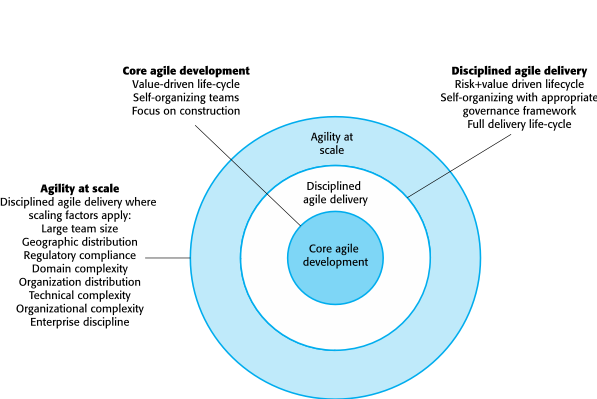 Core agile development
Value-driven life-cycle
Self-organizing teams
Focus on construction
Disciplined agile delivery
Risk+value driven lifecycle
Self-organizing with appropriate
governance framework
Full delivery life-cycle
Agility at scale
Disciplined agile delivery where
scaling factors apply:
Large team size
Geographic distribution
Regulatory compliance
Domain complexity
Organization distribution
Technical complexity
Organizational complexity
Enterprise discipline
Agility at
scale
Disciplined
agile delivery
Core agile
development